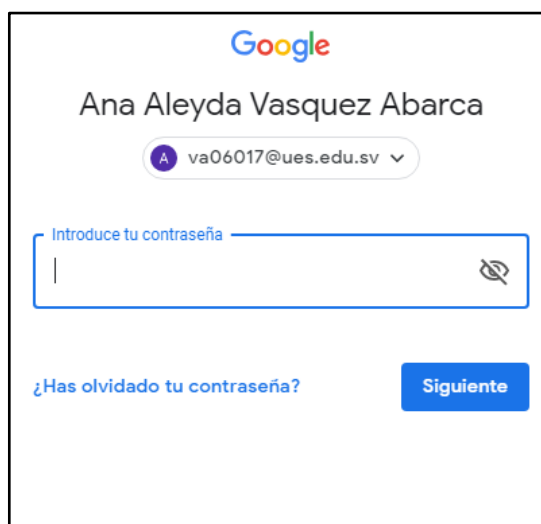 Google
Ana Aleyda Vasquez Abarca
A va06017@ues.edu.sv
Introduce tu contraseña
¿Has olvidado tu contraseña?
Siguiente